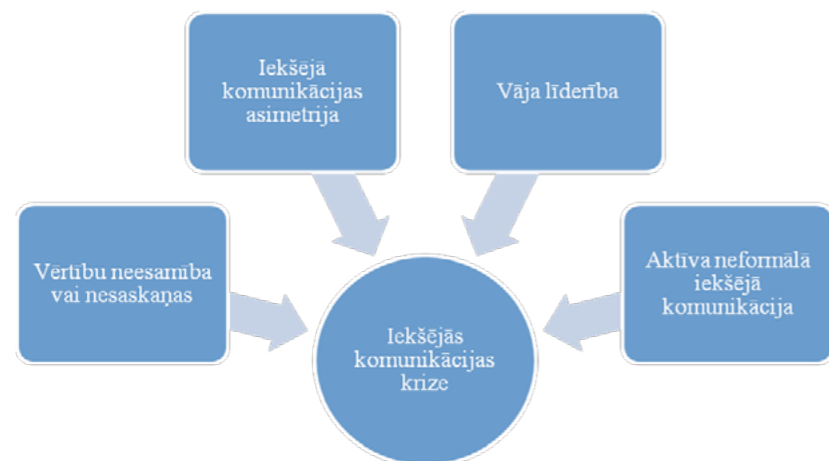 Iekšējā
komunikācijas
asimetrija
Vāja līderība
Vērtību neesamība
vai nesaskaņas
Aktīva neformālā
iekšējā
komunikācija
Iekšējās
komunikācijas
krize